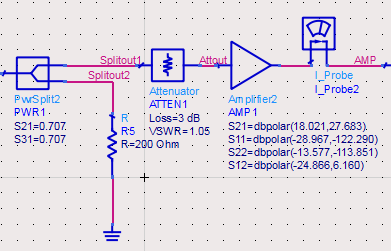 Splitout1
Attout
AMP
Splitout2
PwrSplit2
PWR1
S21=0.707
S31=0.707
R
R5
R=200 Ohm
Attenuator
ATTEN1
Loss=3 dB
VSWR=1.05
Amplifier2
AMP1
S21=dbpolar(18.021,27.683)
S11=dbpolar(-28.967,-122.290)
S22=dbpolar(-13.577,-113.851)
S12=dbpolar(-24.866,6.160)
I_Probe
I_Probe2